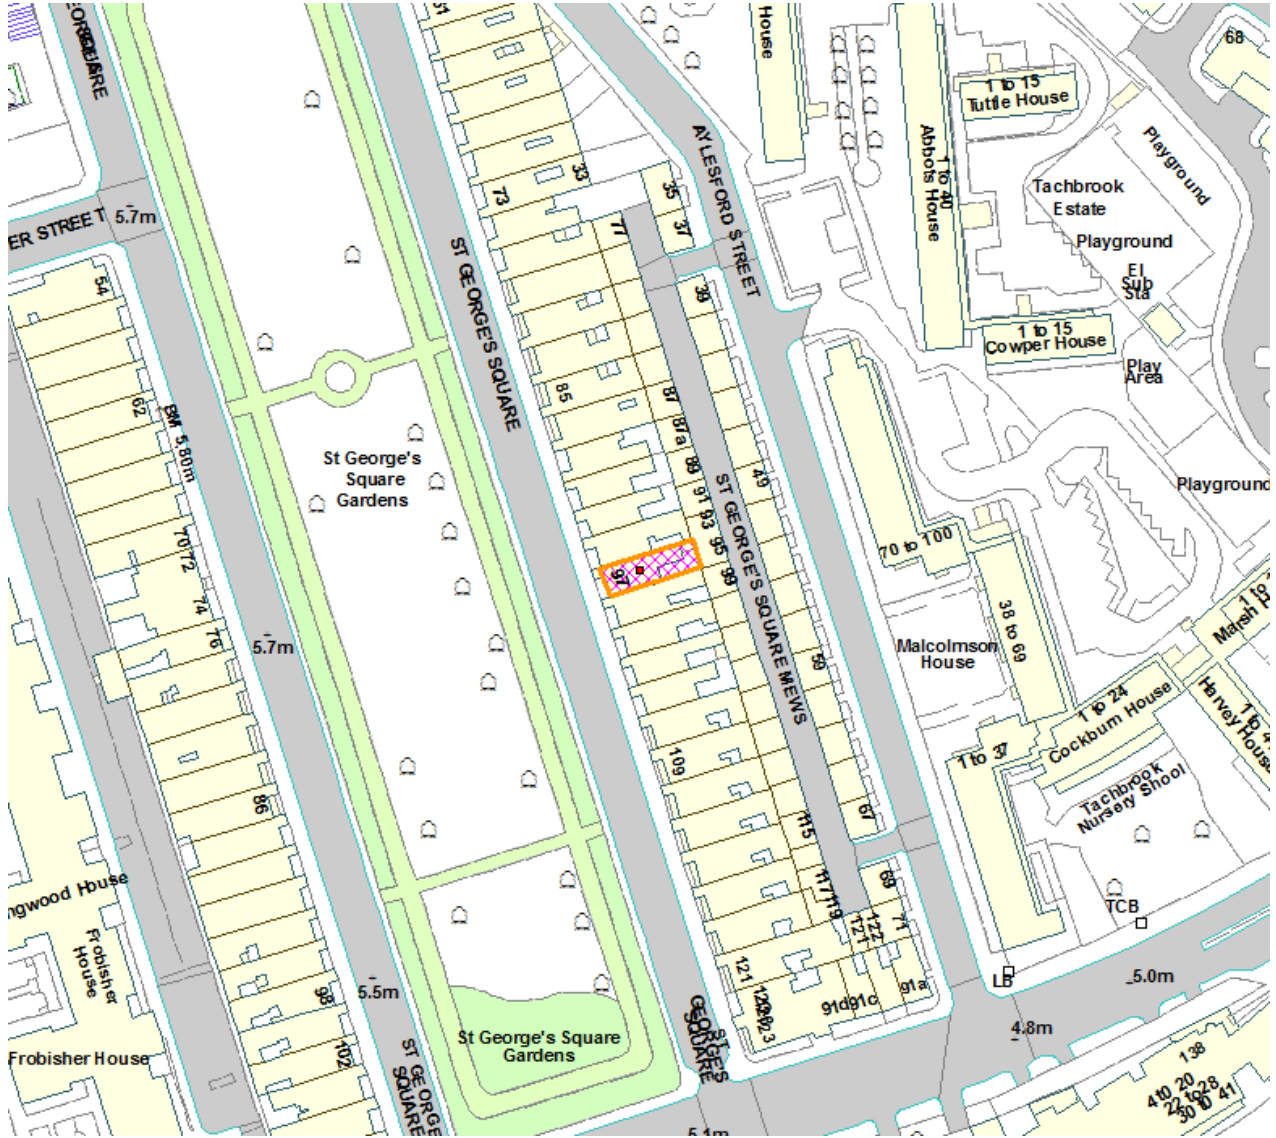 SQUARE
61
House
68
1 to 15
Tuttle House
Playground
Abbots House
1 to 40
AYLESFORD STREET
Tachbrook
Estate
Playground
El
Sub
Sta
33
35
37
73
77
ER STREET
5.7m
54
ST GEORGE'S SQUARE
39
1 to 15
Cowper House
Play
Area
85
87
87a
89
91
93
95
99
62
BM 5.80m
St George's
Square
Gardens
49
ST GEORGE'S SQUARE MEWS
Playground
70
72
70 to 100
97
74
76
5.7m
38 to 69
Malcolmson
House
59
1 to
Marsh H
1 to 24
Cockburn House
Harvey House
1 to 4
1 to 37
109
Tachbrook
Nursery Shool
86
67
115
117
119
69
71
121
122
TCB
ngwood House
Frobisher
House
LB
5.0m
98
5.5m
121
123
91d
91c
91a
4.8m
St George's Square
Gardens
GEORGE'S
SQUARE
ST GEORGE
SQUARE
Frobisher House
102
138
4 to 20
22 to 28
30 to 41
5.1m